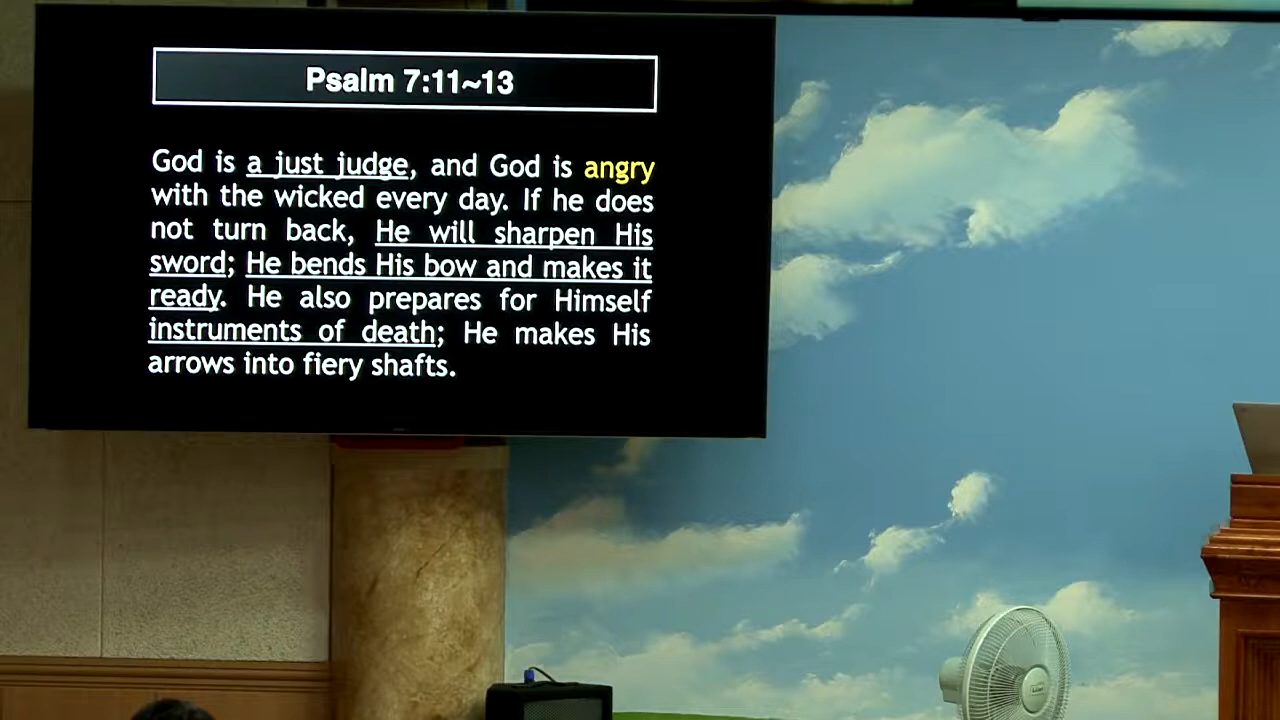 Psalm 7:11~13
God is a just judge, and God is angry
with the wicked every day. If he does
not turn back, He will sharpen His
sword; He bends His bow and makes it
ready. He also prepares for Himself
instruments of death; He makes His
arrows into fiery shafts.